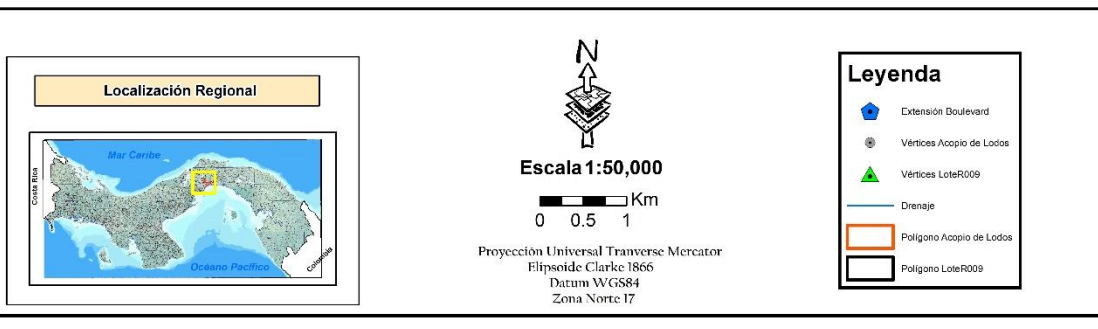 Localización Regional
Mar Caribe
Costa Rica
Océano Pacífico
Colombia
N
Escala 1:50,000
Km
0 0.5 1
Proyección Universal Tranverse Mercator
Elipsoide Clarke 1866
Datum WGS84
Zona Norte 17
Leyenda
Extensión Boulevard
Vértices Acopio de Lodos
Vértices LoteR009
Drenaje
Polígono Acopio de Lodos
Polígono LoteR009